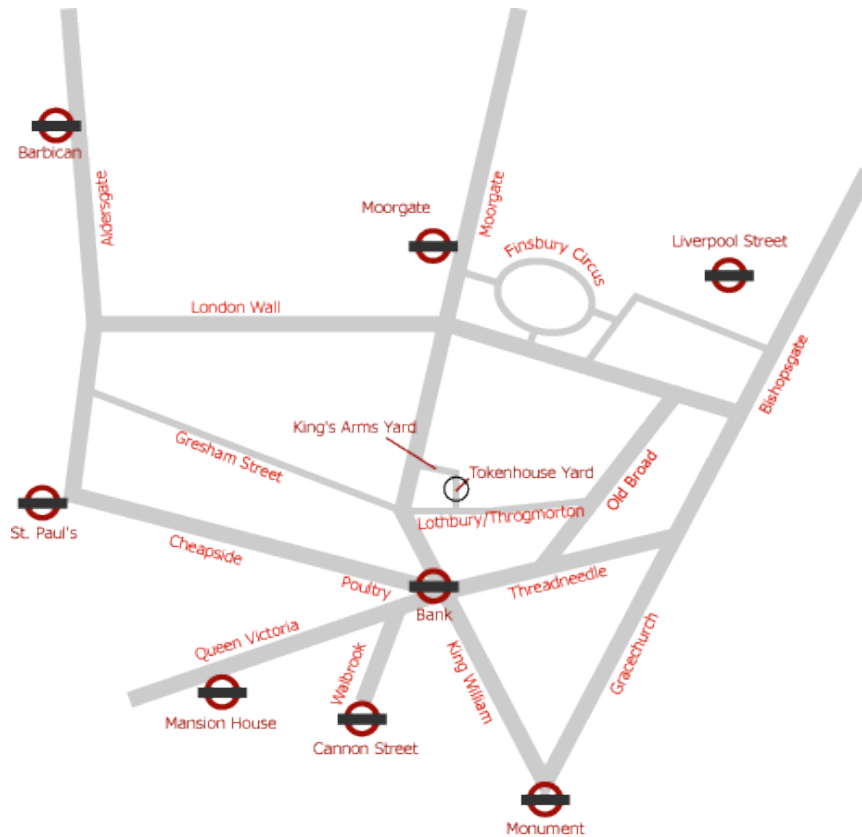 Barbican
Aldersgate
Moorgate
Moorgate
Finsbury Circus
Liverpool Street
London Wall
Bishopsgate
King's Arms Yard
Gresham Street
Tokenhouse Yard
Old Broad
Lothbury/Throgmorton
St. Paul's
Cheapside
Poultry
Threadneedle
Bank
Queen Victoria
Walbrook
King William
Gracechurch
Mansion House
Cannon Street
Monument